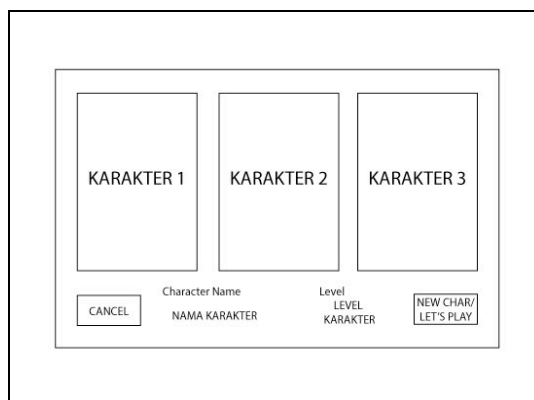 KARAKTER 1
KARAKTER 2
KARAKTER 3
Character Name
Level
CANCEL
NAMA KARAKTER
LEVEL
KARAKTER
NEW CHAR/
LET'S PLAY